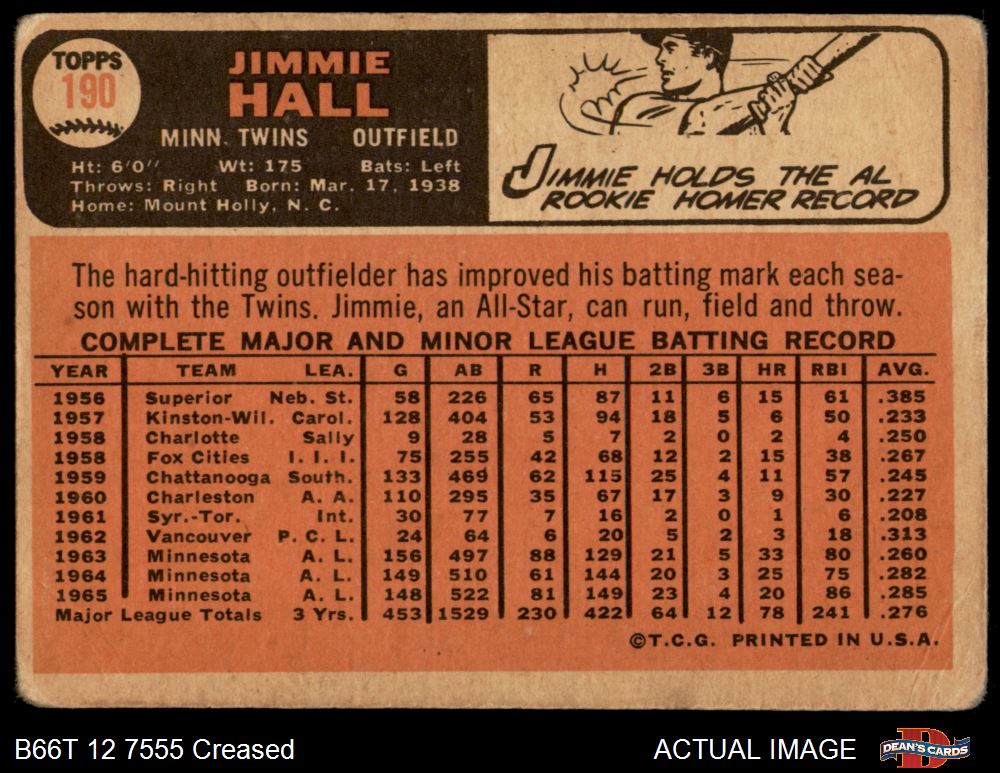 TOPPS
190
JIMMIE
HALL
MINN. TWINS OUTFIELD
Ht: 6'0'' Wt: 175 Bats: Left
Throws: Right Born: Mar. 17, 1938
Home: Mount Holly, N. C.
JIMMIE HOLDS THE AL
ROOKIE HOMER RECORD
The hard-hitting outfielder has improved his batting mark each sea-
son with the Twins. Jimmie, an All-Star, can run, field and throw.
COMPLETE MAJOR AND MINOR LEAGUE BATTING RECORD
YEAR TEAM LEA. G AB R H 2B 3B HR RBI AVG.
1956 Superior Neb. St. 58 226 65 87 11 6 15 61 .385
1957 Kinston-Wil. Carol. 128 404 53 94 18 5 6 50 .233
1958 Charlotte Sally 9 28 5 7 2 0 2 4 .250
1958 Fox Cities I. I. I. 75 255 42 68 12 2 15 38 .267
1959 Chattanooga South. 133 469 62 115 25 4 11 57 .245
1960 Charleston A. A. 110 295 35 67 17 3 9 30 .227
1961 Syr.-Tor. Int. 30 77 7 16 2 0 1 6 .208
1962 Vancouver P. C. L. 24 64 6 20 5 2 3 18 .313
1963 Minnesota A. L. 156 497 88 129 21 5 33 80 .260
1964 Minnesota A. L. 149 510 61 144 20 3 25 75 .282
1965 Minnesota A. L. 148 522 81 149 23 4 20 86 .285
Major League Totals 3 Yrs. 453 1529 230 422 64 12 78 241 .276
©T.C.G. PRINTED IN U.S.A.
B66T 12 7555 Creased ACTUAL IMAGE
DEAN'S CARDS